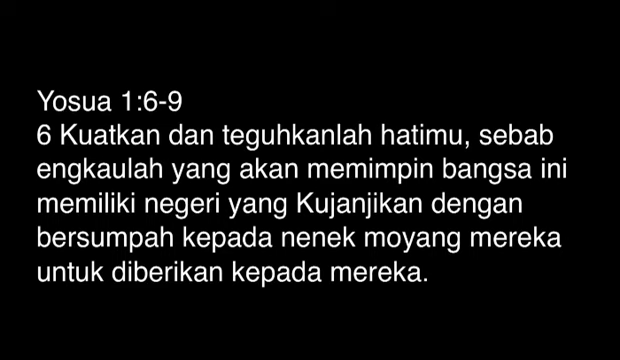 Yosua 1:6-9
6 Kuatkan dan teguhkanlah hatimu, sebab
engkaulah yang akan memimpin bangsa ini
memiliki negeri yang Kujanjikan dengan
bersumpah kepada nenek moyang mereka
untuk diberikan kepada mereka.